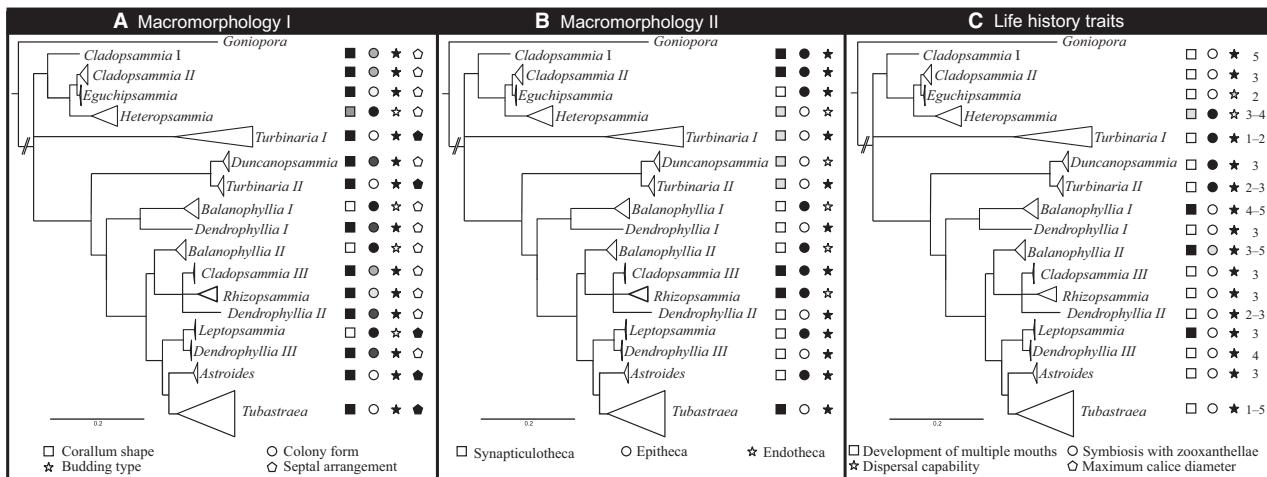 A Macromorphology I
Goniopora
Cladopsammia I
Cladopsammia II
Eguchipsammia
Heteropsammia
Turbinaria I
Duncanopsammia
Turbinaria II
Balanophyllia I
Dendrophyllia I
Balanophyllia II
Cladopsammia III
Rhizopsammia
Dendrophyllia II
Leptopsammia
Dendrophyllia III
Astroides
Tubastraea
0.2
Corallum shape
Colony form
Budding type
Septal arrangement
B Macromorphology II
Goniopora
Cladopsammia I
Cladopsammia II
Eguchipsammia
Heteropsammia
Turbinaria I
Duncanopsammia
Turbinaria II
Balanophyllia I
Dendrophyllia I
Balanophyllia II
Cladopsammia III
Rhizopsammia
Dendrophyllia II
Leptopsammia
Dendrophyllia III
Astroides
Tubastraea
0.2
Synapticulotheca
Epitheca
Endotheca
C Life history traits
Goniopora
Cladopsammia I 5
Cladopsammia II 3
Eguchipsammia 2
Heteropsammia 3–4
Turbinaria I 1–2
Duncanopsammia 3
Turbinaria II 2–3
Balanophyllia I 4–5
Dendrophyllia I 3
Balanophyllia II 3–5
Cladopsammia III 3
Rhizopsammia 3
Dendrophyllia II 2–3
Leptopsammia 3
Dendrophyllia III 4
Astroides 3
Tubastraea 1–5
0.2
Development of multiple mouths
Symbiosis with zooxanthellae
Dispersal capability
Maximum calice diameter